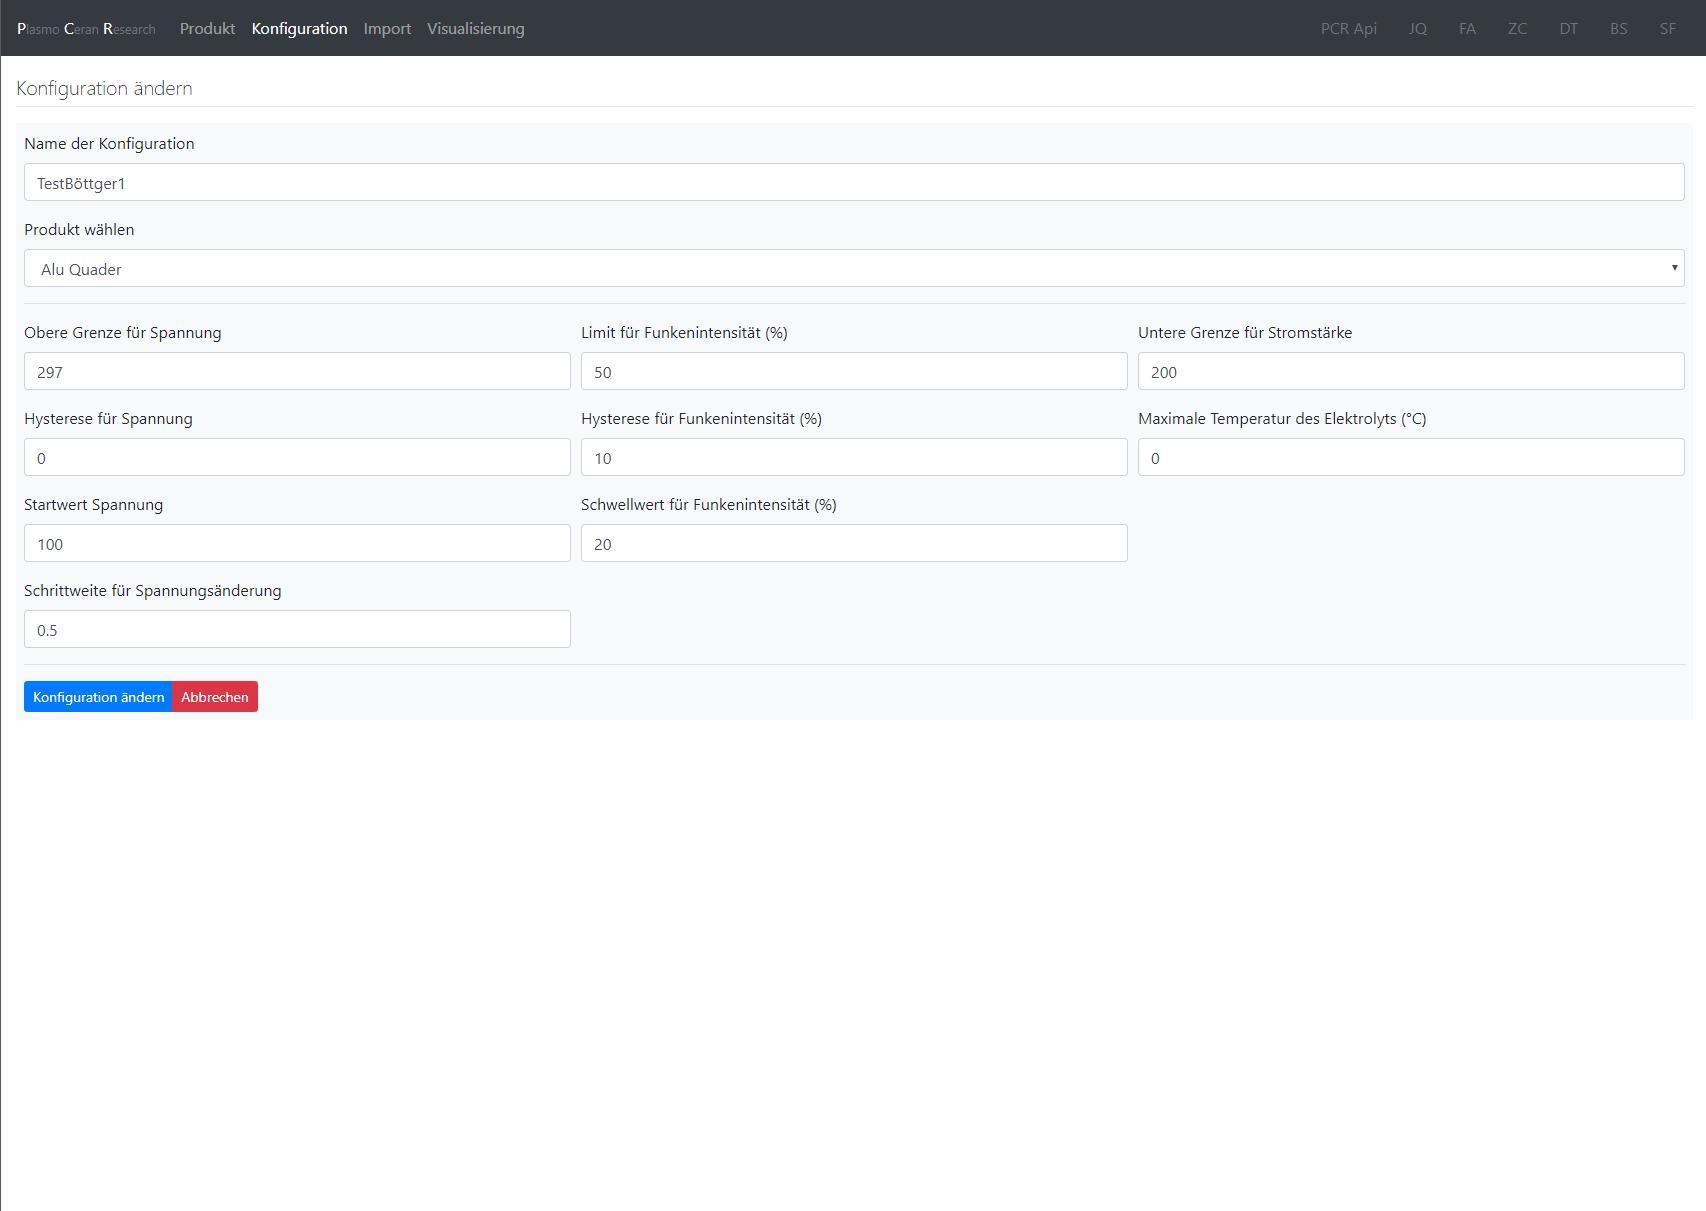 Plasmo Ceran Research Produkt Konfiguration Import Visualisierung PCR Api JQ FA ZC DT BS SF
Konfiguration ändern
Name der Konfiguration
TestBöttger1
Produkt wählen
Alu Quader
Obere Grenze für Spannung Limit für Funkenintensität (%) Untere Grenze für Stromstärke
297 50 200
Hysterese für Spannung Hysterese für Funkenintensität (%) Maximale Temperatur des Elektrolyts (°C)
0 10 0
Startwert Spannung Schwellwert für Funkenintensität (%)
100 20
Schrittweite für Spannungsänderung
0.5
Konfiguration ändern Abbrechen